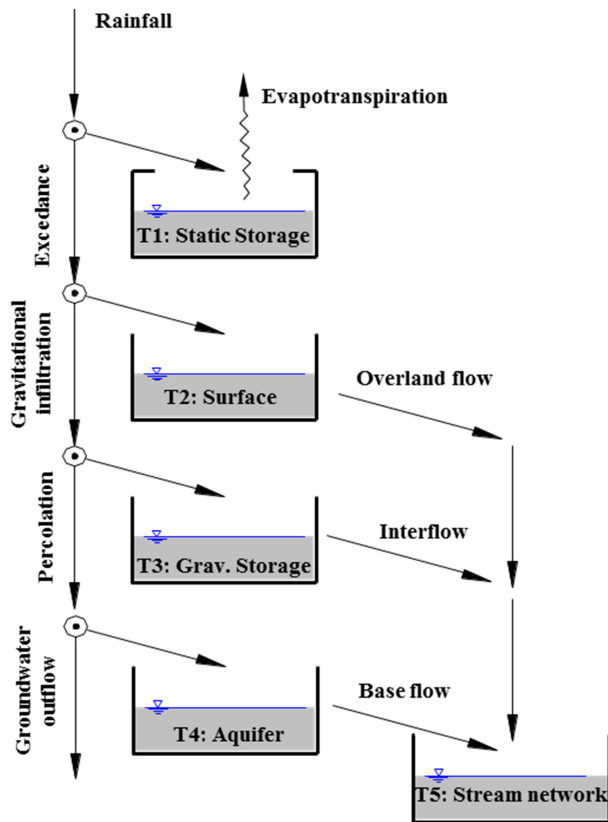 Rainfall
Evapotranspiration
Excedance
T1: Static Storage
Gravitational
infiltration
T2: Surface
Overland flow
Percolation
T3: Grav. Storage
Interflow
Groundwater
outflow
T4: Aquifer
Base flow
T5: Stream network